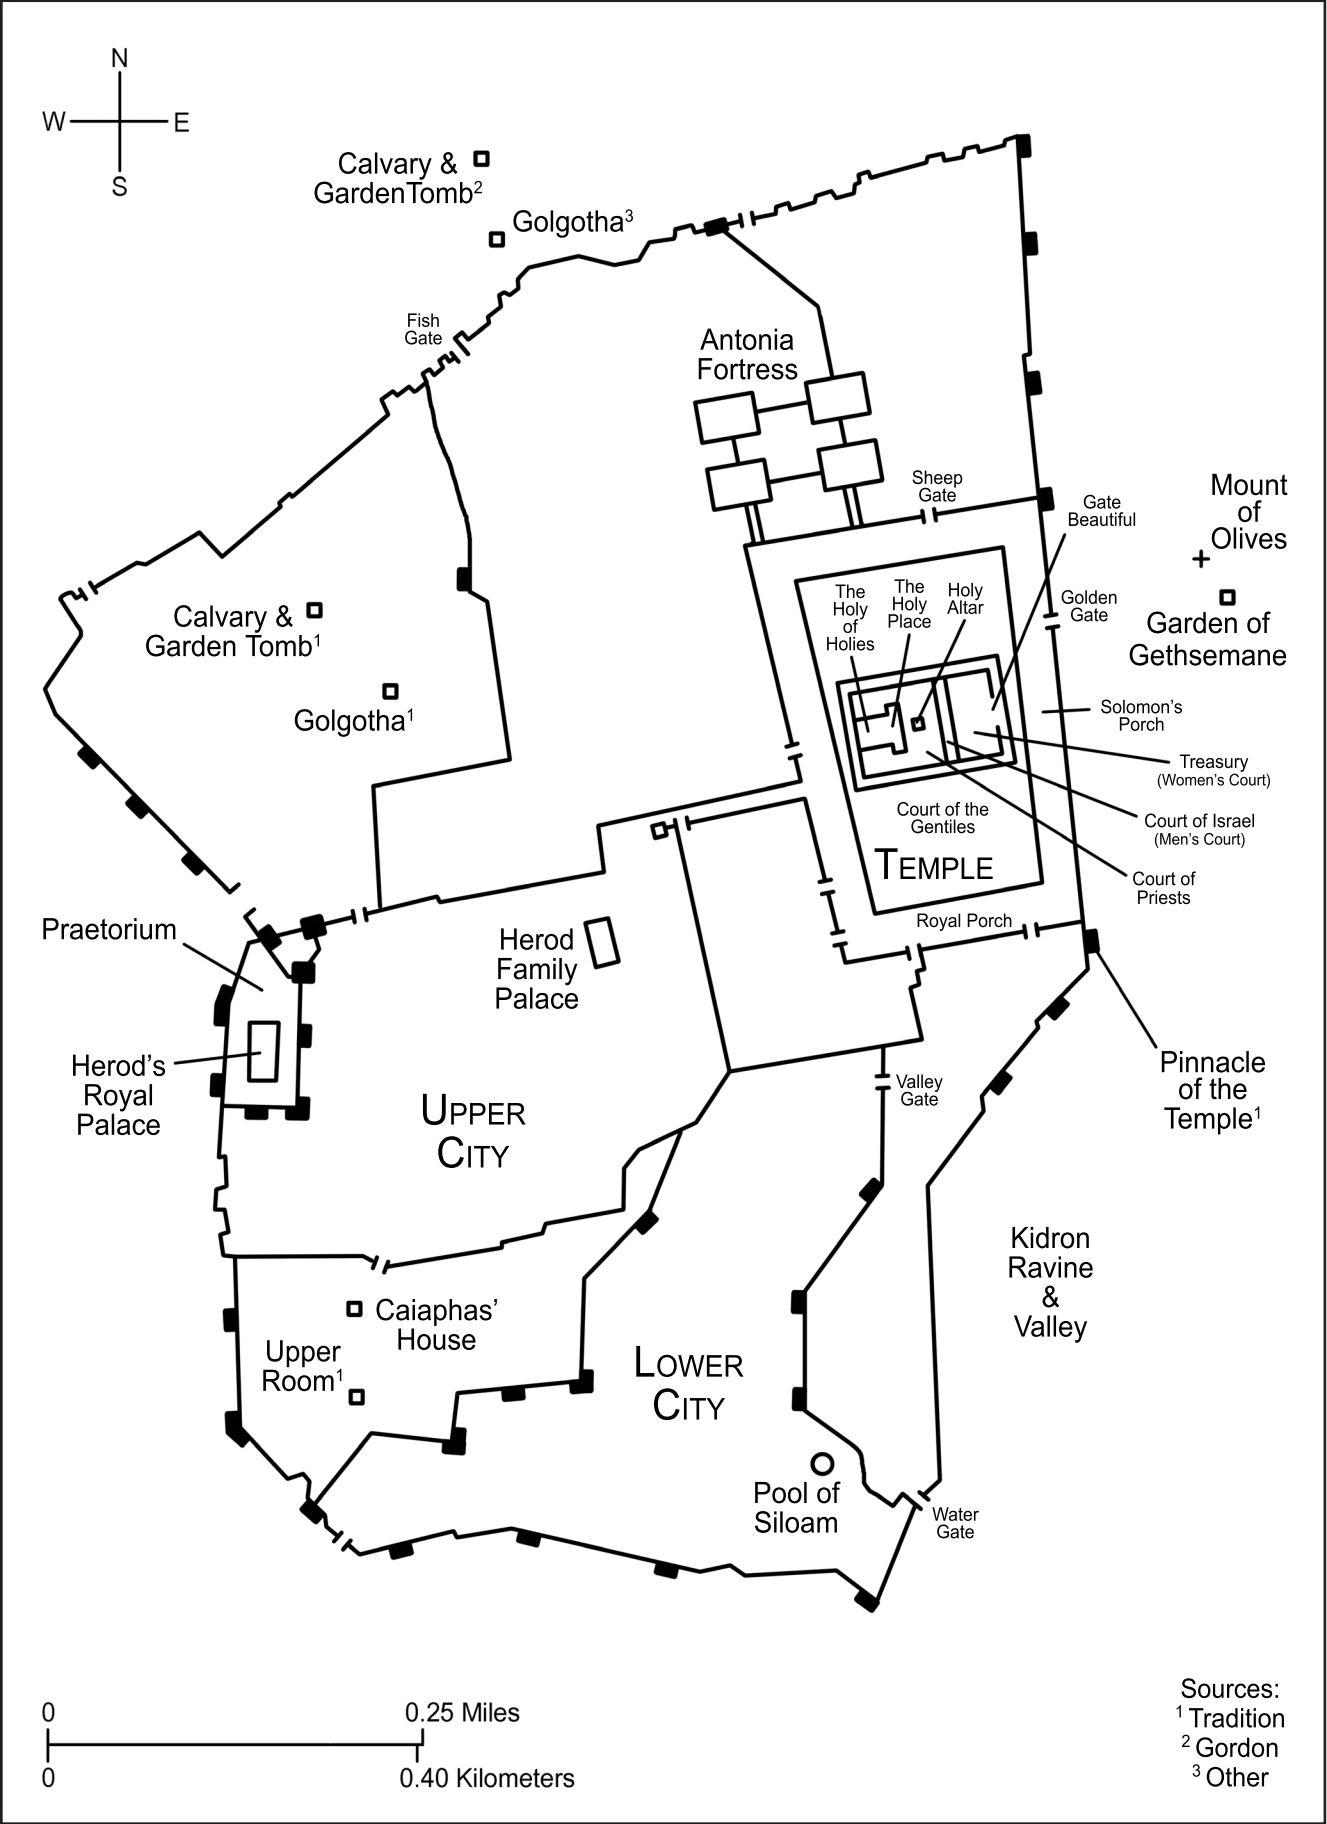 N
W E
S
Calvary &
GardenTomb²
Golgotha³
Fish
Gate
Antonia
Fortress
Sheep
Gate
Gate
Beautiful
Mount
of
Olives
Golden
Gate
Garden of
Gethsemane
The
Holy
of
Holies
The
Holy
Place
Holy
Altar
Calvary &
Garden Tomb¹
Golgotha¹
Solomon's
Porch
Treasury
(Women's Court)
Court of Israel
(Men's Court)
Court of
Priests
Court of the
Gentiles
TEMPLE
Royal Porch
Praetorium
Herod
Family
Palace
Herod's
Royal
Palace
UPPER
CITY
Valley
Gate
Pinnacle
of the
Temple¹
Kidron
Ravine
&
Valley
Caiaphas'
House
Upper
Room¹
LOWER
CITY
Pool of
Siloam
Water
Gate
0 0.25 Miles
0 0.40 Kilometers
Sources:
¹ Tradition
² Gordon
³ Other